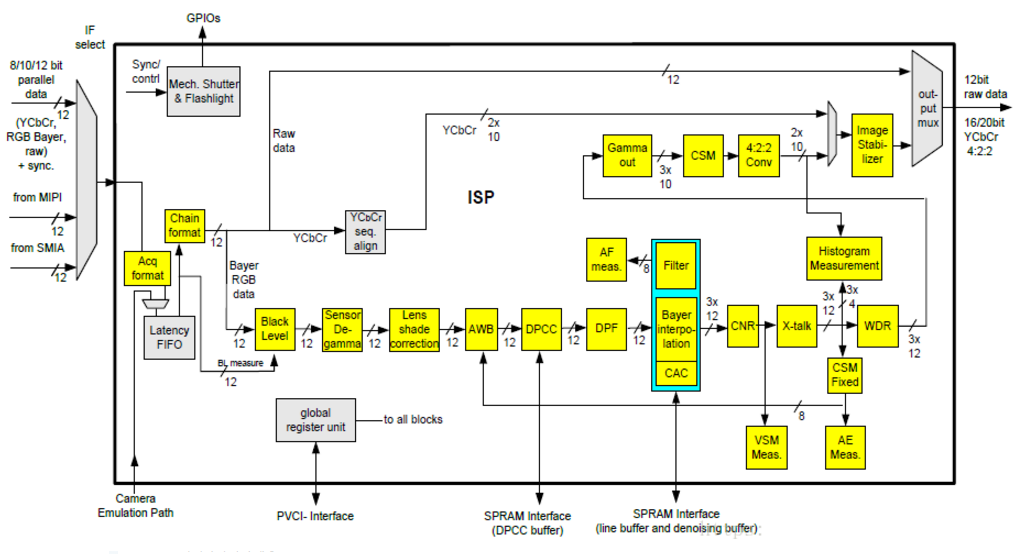 GPIOs
IF
select
8/10/12 bit
parallel
data
12
(YCbCr,
RGB Bayer,
raw)
+ sync.
from MIPI
12
from SMIA
12
Sync/
contrl
Mech. Shutter
& Flashlight
12
Raw
data
YCbCr
2x
10
out-
put
mux
12bit
raw data
16/20bit
YCbCr
4:2:2
Gamma
out
3x
10
CSM
4:2:2
Conv
2x
10
Image
Stabi-
lizer
ISP
Chain
format
12
YCbCr
YCbCr
seq.
align
Acq
format
Latency
FIFO
Bayer
RGB
data
12
BL measure
12
Black
Level
12
Sensor
De-
gamma
12
Lens
shade
correction
12
AWB
12
DPCC
12
DPF
12
AF
meas.
8
Filter
Bayer
interpo-
lation
CAC
3x
12
CNR
X-talk
3x
12
3x
4
Histogram
Measurement
WDR
3x
12
CSM
Fixed
8
VSM
Meas.
AE
Meas.
global
register unit
to all blocks
Camera
Emulation Path
PVCI- Interface
SPRAM Interface
(DPCC buffer)
SPRAM Interface
(line buffer and denoising buffer)